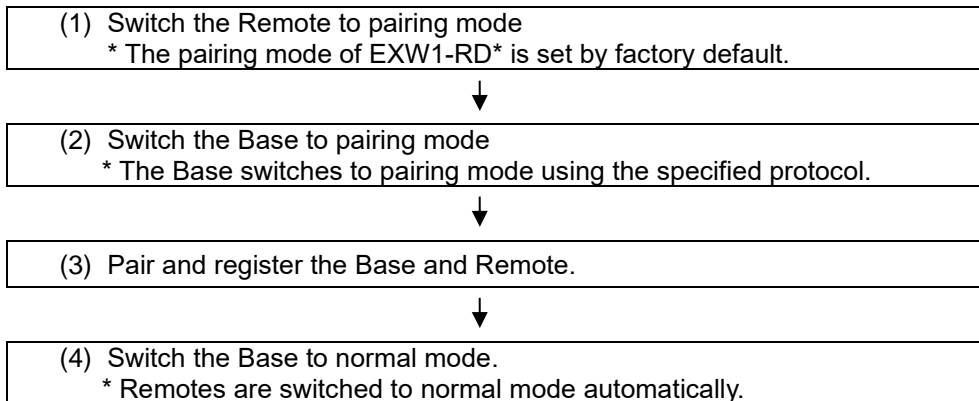 (1) Switch the Remote to pairing mode
* The pairing mode of EXW1-RD* is set by factory default.
(2) Switch the Base to pairing mode
* The Base switches to pairing mode using the specified protocol.
(3) Pair and register the Base and Remote.
(4) Switch the Base to normal mode.
* Remotes are switched to normal mode automatically.